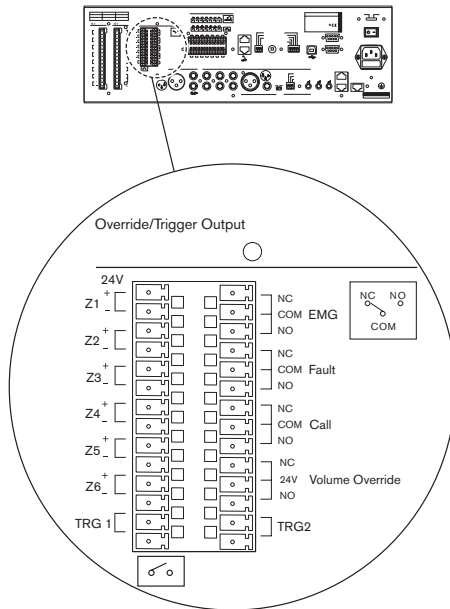 Override/Trigger Output
24V
Z1 + -
Z2 + -
Z3 + -
Z4 + -
Z5 + -
Z6 + -
TRG 1
NC
COM EMG
NO
NC
COM Fault
NO
NC
COM Call
NO
NC
24V Volume Override
NO
TRG2
NC NO
COM